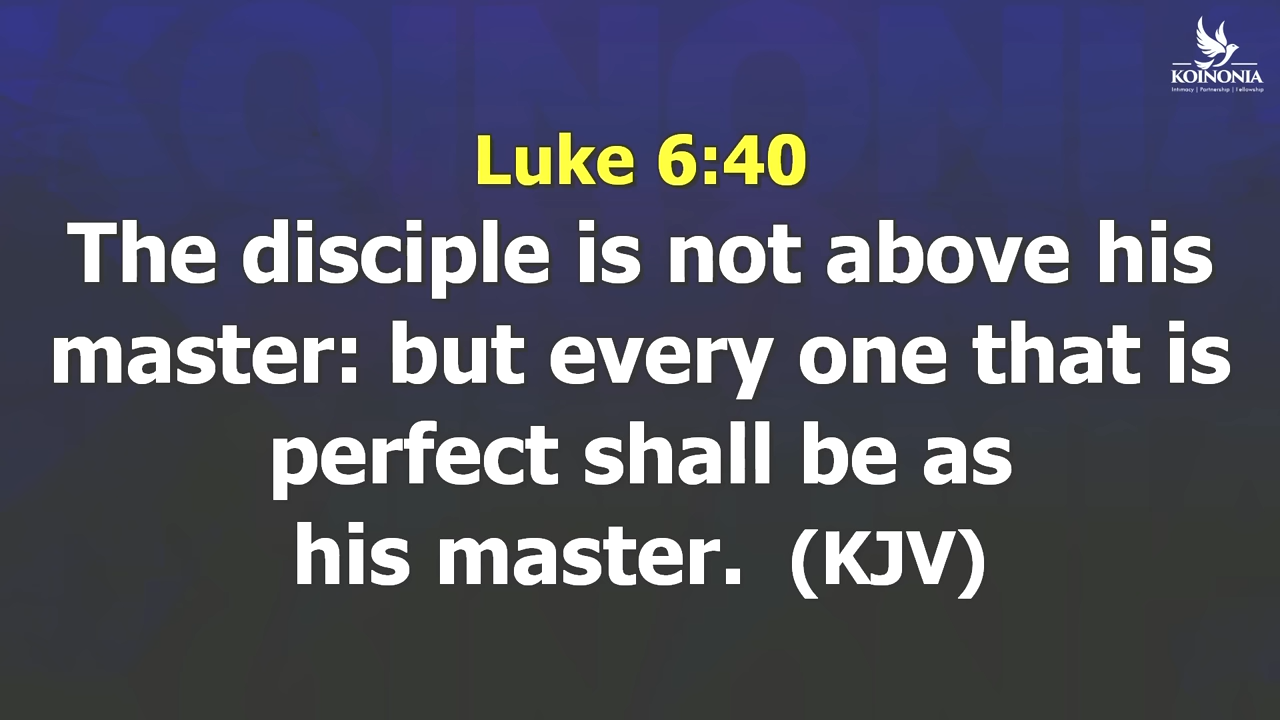 KOINONIA
Intimacy | Partnership | Fellowship
Luke 6:40
The disciple is not above his
master: but every one that is
perfect shall be as
his master.  (KJV)